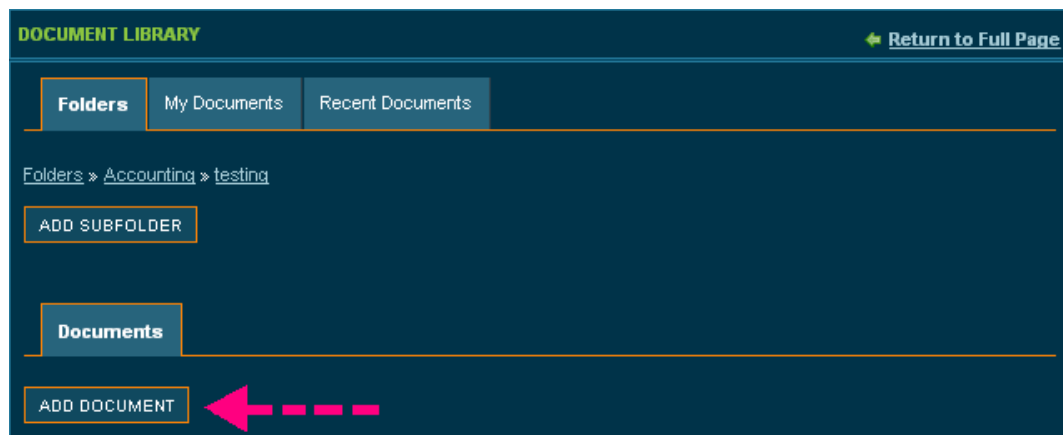 DOCUMENT LIBRARY
Return to Full Page
Folders My Documents Recent Documents
Folders » Accounting » testing
ADD SUBFOLDER
Documents
ADD DOCUMENT